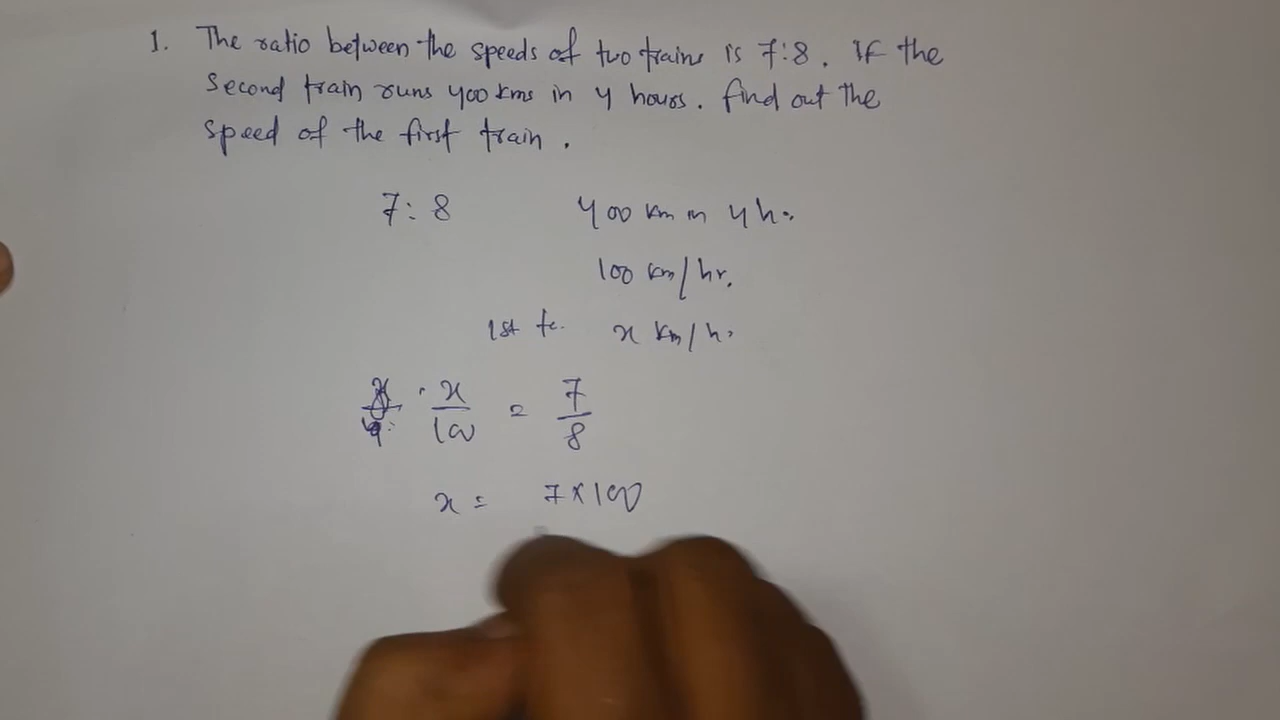 1. The ratio between the speeds of two trains is 7:8. If the
second train runs 400 kms in 4 hours. find out the
speed of the first train.
7:8 400 km in 4 h.
100 km/hr.
1st tr. x km/h.
x/100 = 7/8
x = 7×100